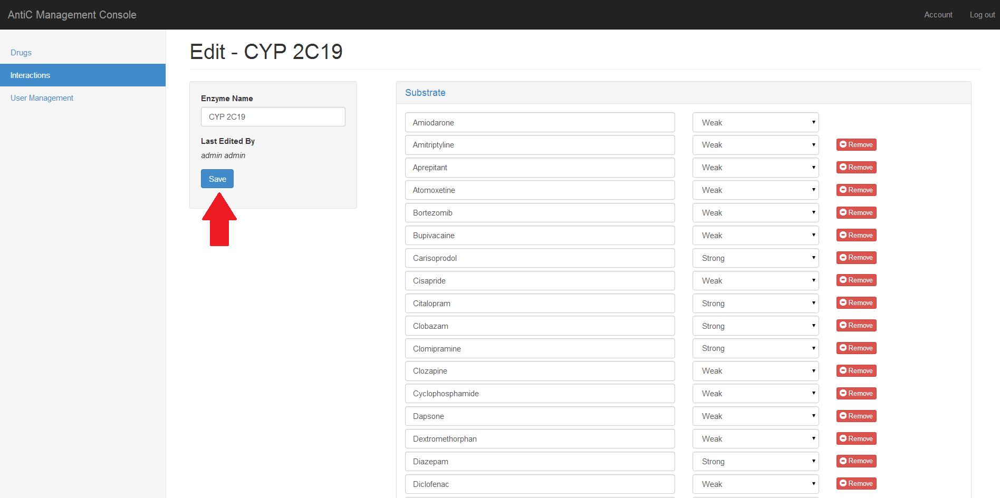 AntiC Management Console
Account
Log out
Drugs
Interactions
User Management
Edit - CYP 2C19
Enzyme Name
CYP 2C19
Last Edited By
admin admin
Save
Substrate
Amiodarone Weak
Amitriptyline Weak Remove
Aprepitant Weak Remove
Atomoxetine Weak Remove
Bortezomib Weak Remove
Bupivacaine Weak Remove
Carisoprodol Strong Remove
Cisapride Weak Remove
Citalopram Strong Remove
Clobazam Strong Remove
Clomipramine Strong Remove
Clozapine Weak Remove
Cyclophosphamide Weak Remove
Dapsone Weak Remove
Dextromethorphan Weak Remove
Diazepam Strong Remove
Diclofenac Weak Remove